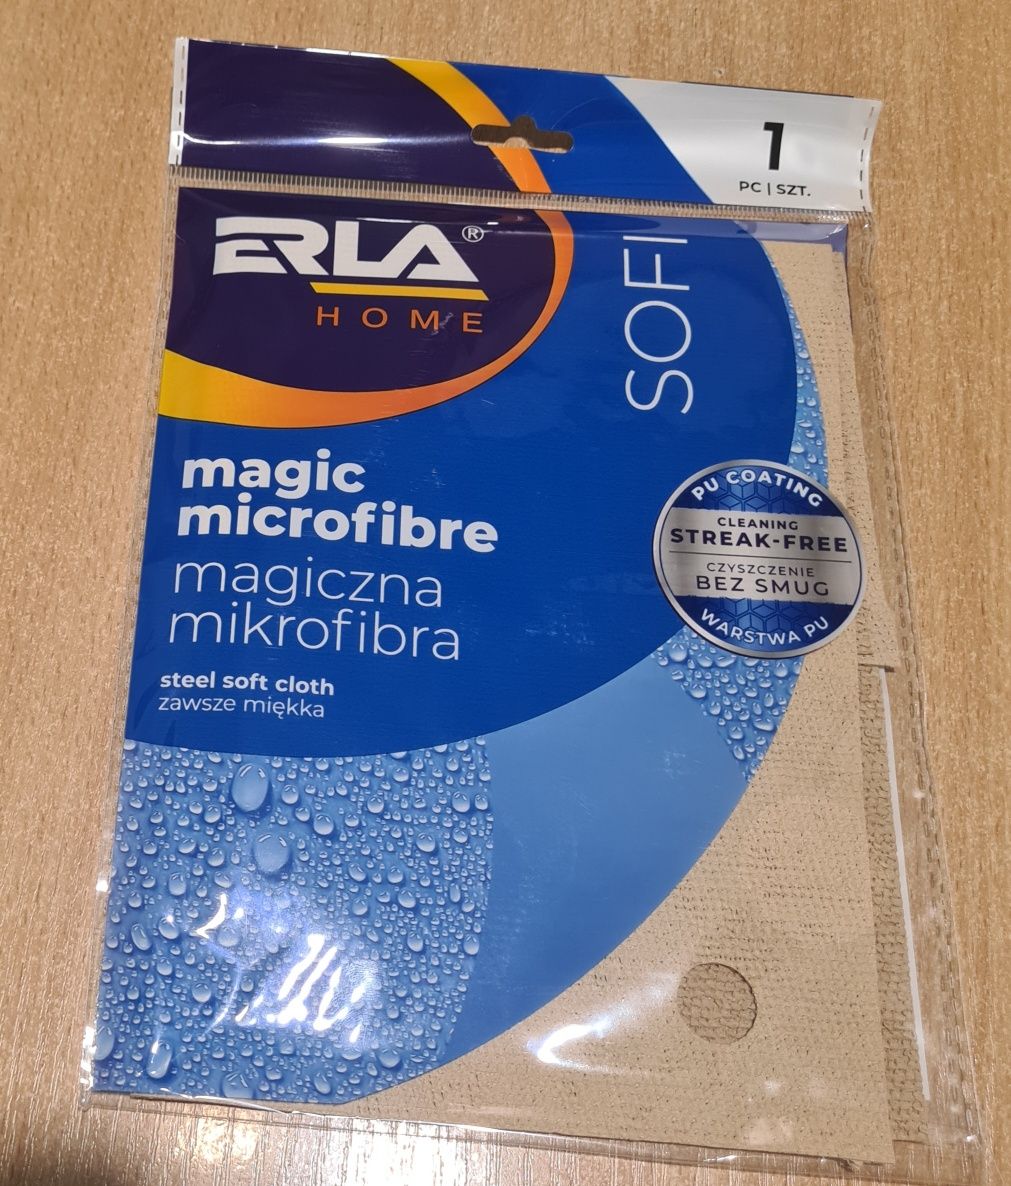 1
PC | SZT.
ERLA®
HOME
SOFI
magic
microfibre
magiczna
mikrofibra
steel soft cloth
zawsze miękka
PU COATING
CLEANING
STREAK-FREE
CZYSZCZENIE
BEZ SMUG
WARSTWA PU